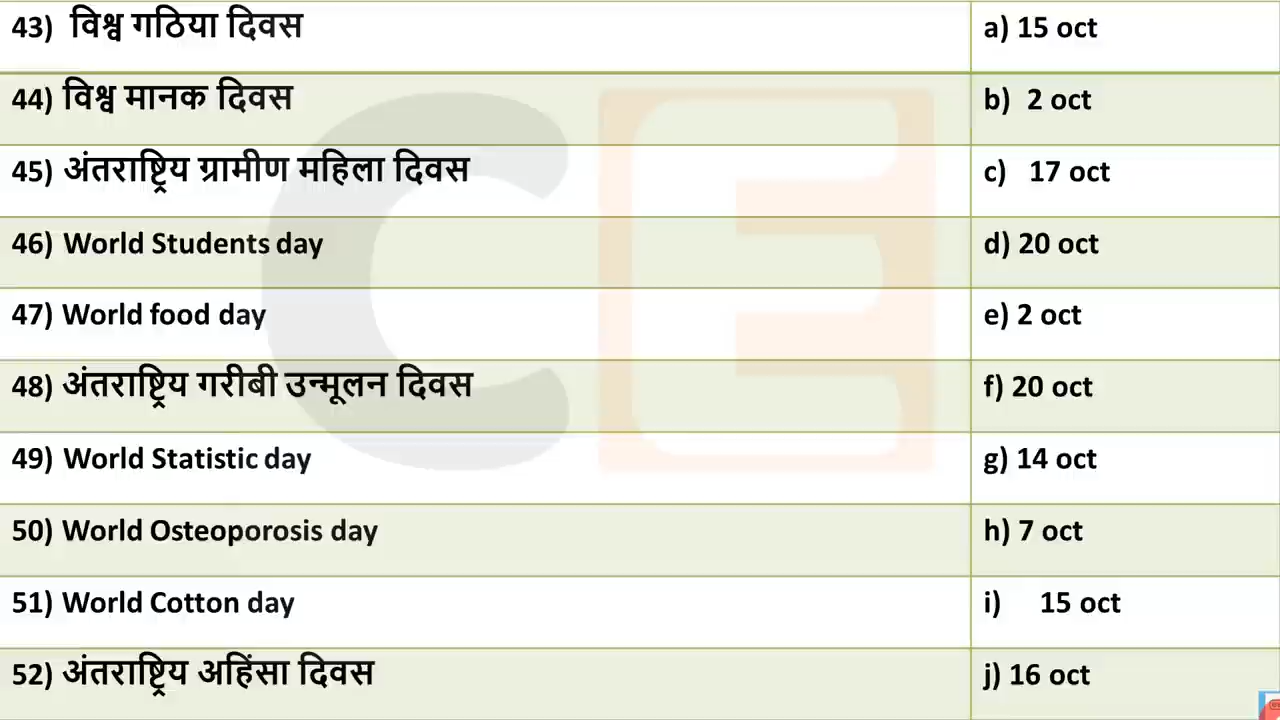 43) विश्व गठिया दिवस a) 15 oct
44) विश्व मानक दिवस b) 2 oct
45) अंतराष्ट्रिय ग्रामीण महिला दिवस c) 17 oct
46) World Students day d) 20 oct
47) World food day e) 2 oct
48) अंतराष्ट्रिय गरीबी उन्मूलन दिवस f) 20 oct
49) World Statistic day g) 14 oct
50) World Osteoporosis day h) 7 oct
51) World Cotton day i) 15 oct
52) अंतराष्ट्रिय अहिंसा दिवस j) 16 oct
CE